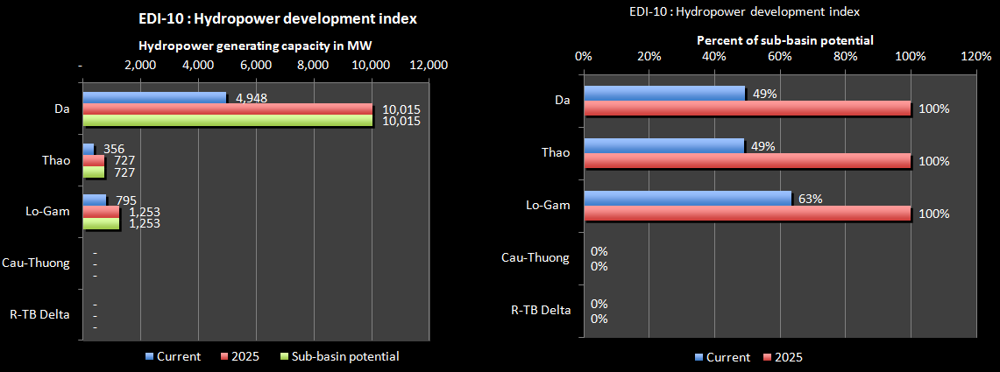 EDI-10 : Hydropower development index
Hydropower generating capacity in MW
- 2,000 4,000 6,000 8,000 10,000 12,000
Da
4,948
10,015
10,015
Thao
356
727
727
Lo-Gam
795
1,253
1,253
Cau-Thuong
-
-
-
R-TB Delta
-
-
-
Current 2025 Sub-basin potential
EDI-10 : Hydropower development index
Percent of sub-basin potential
0% 20% 40% 60% 80% 100% 120%
Da
49%
100%
Thao
49%
100%
Lo-Gam
63%
100%
Cau-Thuong
0%
0%
R-TB Delta
0%
0%
Current 2025